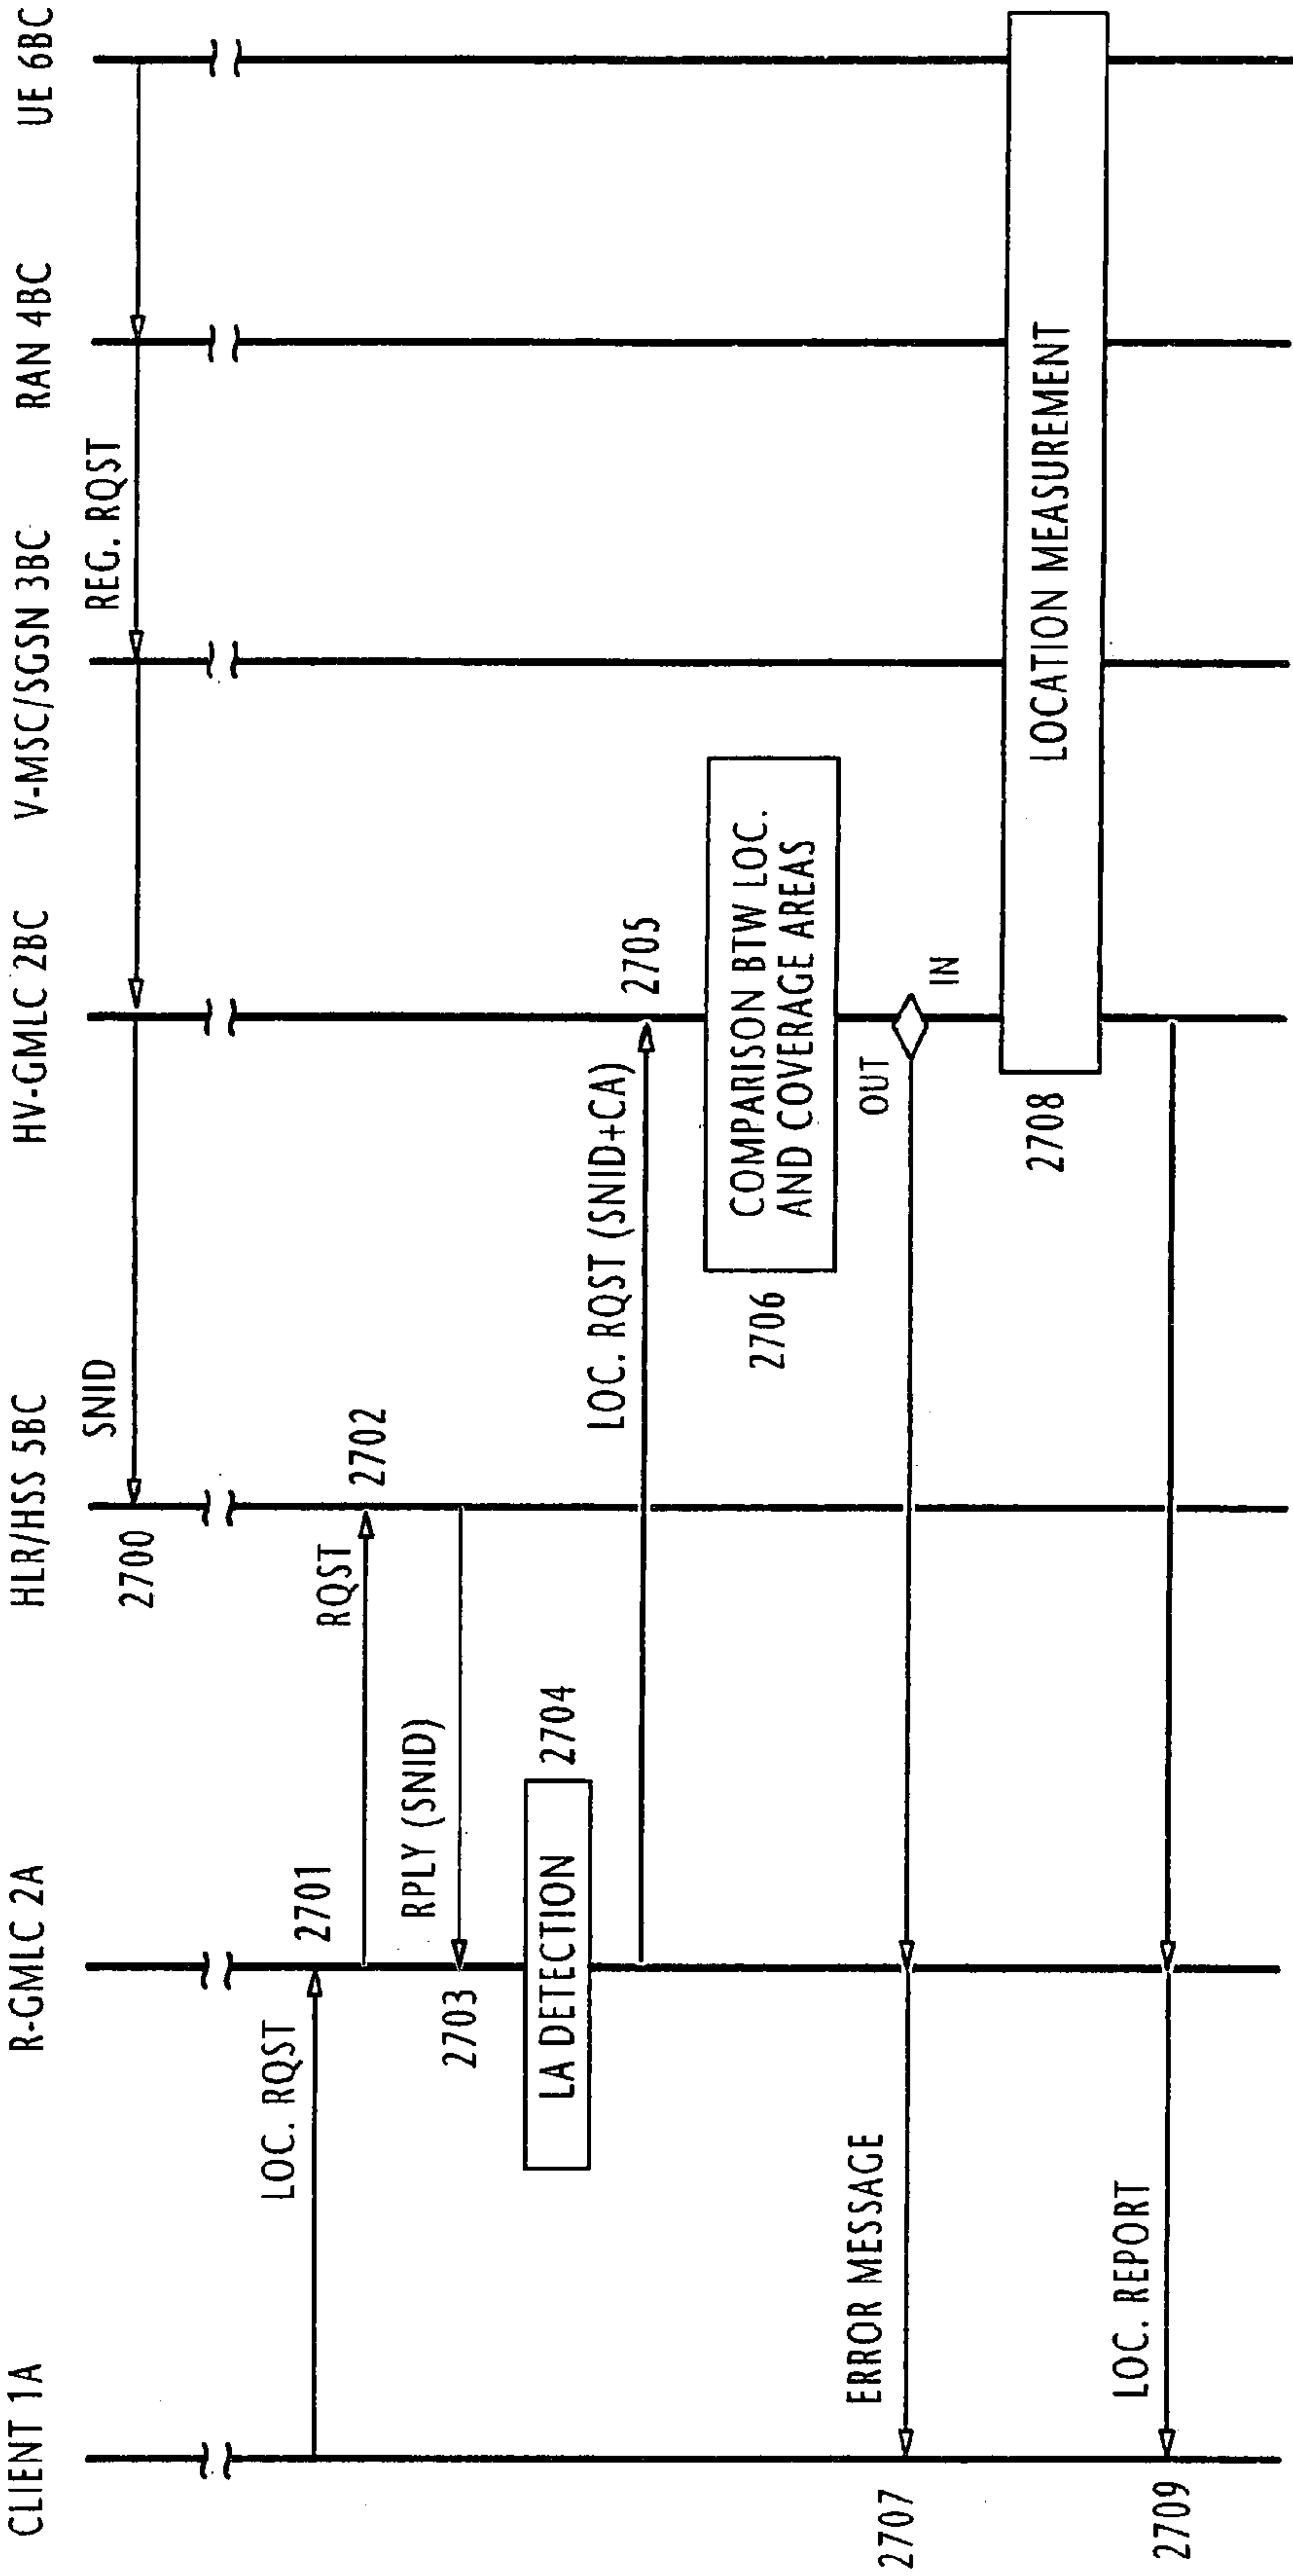 CLIENT 1A
R-GMLC 2A
HLR/HSS 5BC
HV-GMLC 2BC
V-MSC/SGSN 3BC
RAN 4BC
UE 6BC
SNID
REG. RQST
2700
LOC. RQST
2701
RQST
2702
RPLY (SNID)
2703
LA DETECTION
2704
LOC. RQST (SNID+CA)
2705
COMPARISON BTW LOC.
AND COVERAGE AREAS
2706
OUT
IN
ERROR MESSAGE
2707
LOCATION MEASUREMENT
2708
LOC. REPORT
2709